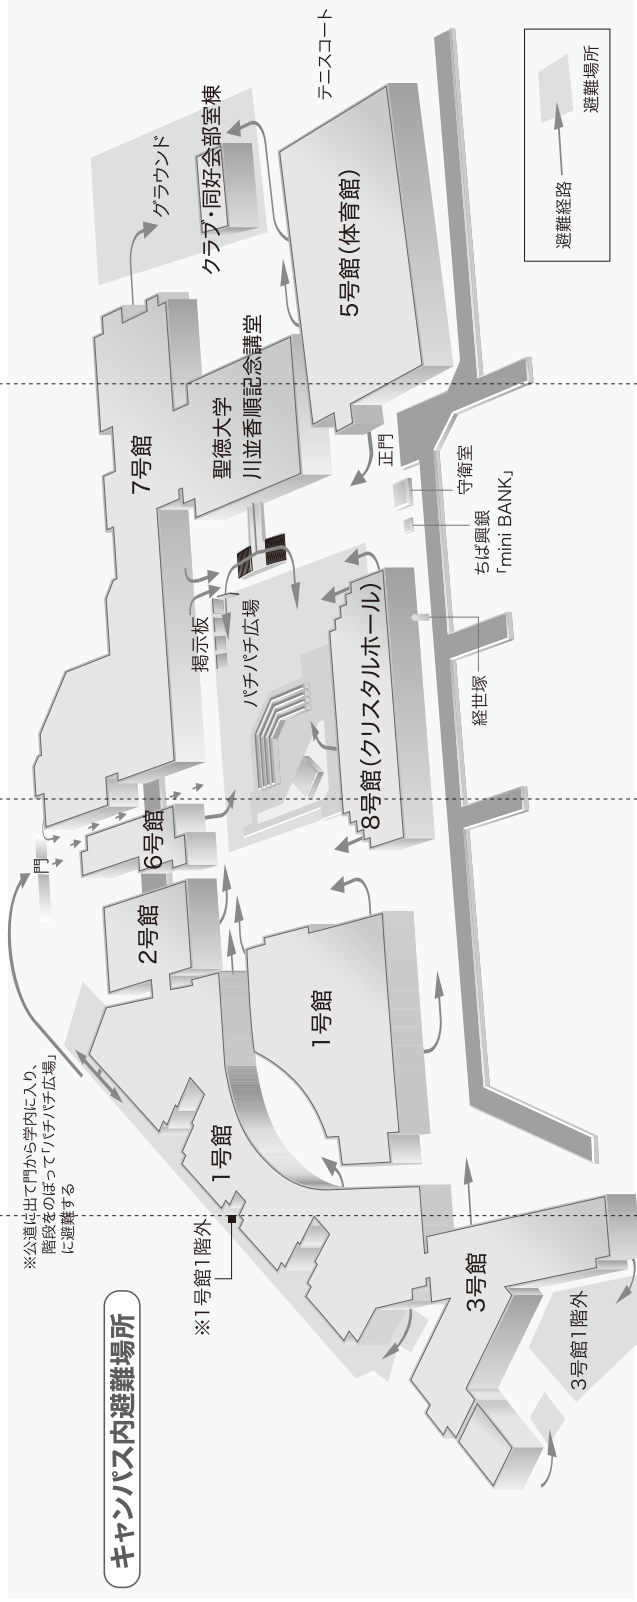 キャンパス内避難場所
※公道に出て門から学内に入り、
階段をのぼって「パチパチ広場」
に避難する
※1号館1階外
1号館
1号館
2号館
3号館
3号館1階外
門
6号館
7号館
掲示板
パチパチ広場
8号館(クリスタルホール)
経世塚
ちば興銀
「mini BANK」
守衛室
正門
聖徳大学
川並香順記念講堂
5号館(体育館)
グラウンド
クラブ・同好会部室棟
テニスコート
避難経路
避難場所